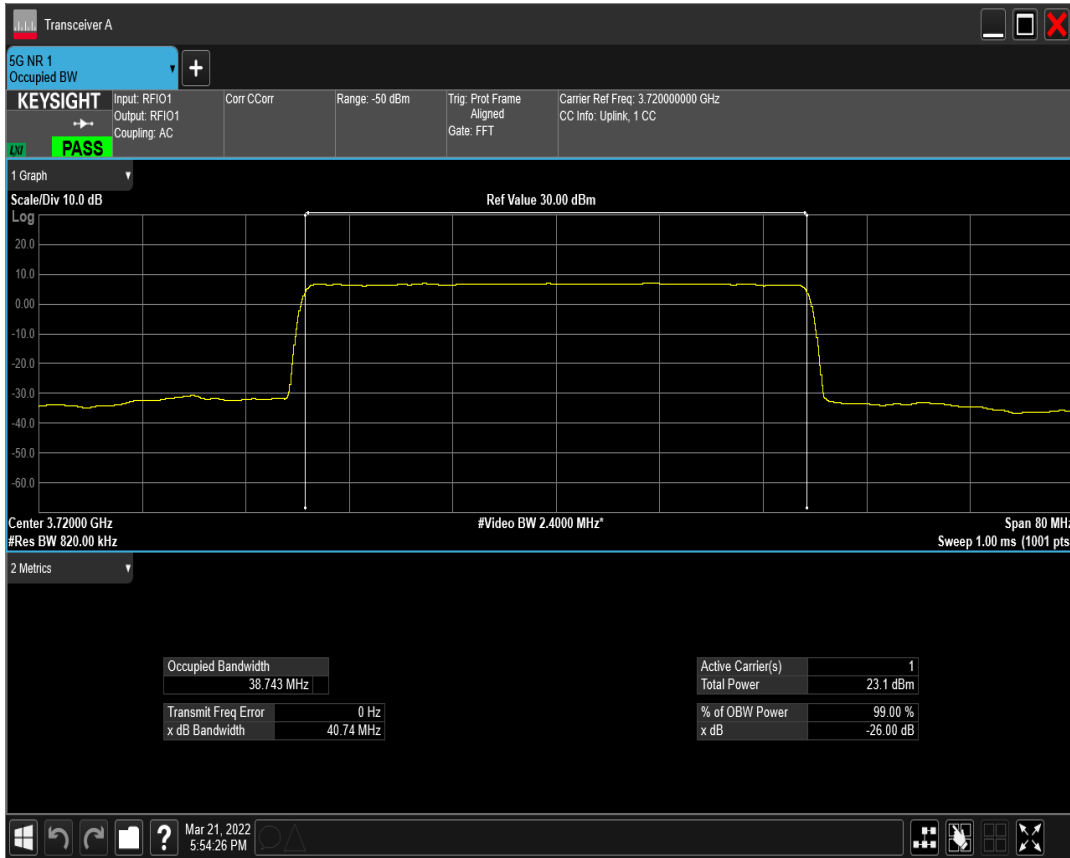 Transceiver A
5G NR 1
Occupied BW
+
KEYSIGHT
LXI
PASS
Input: RFIO1
Output: RFIO1
Coupling: AC
Corr CCorr
Range: -50 dBm
Trig: Prot Frame
Aligned
Gate: FFT
Carrier Ref Freq: 3.720000000 GHz
CC Info: Uplink, 1 CC
1 Graph
Scale/Div 10.0 dB
Ref Value 30.00 dBm
Log
20.0
10.0
0.00
-10.0
-20.0
-30.0
-40.0
-50.0
-60.0
Center 3.72000 GHz
#Video BW 2.4000 MHz*
Span 80 MHz
#Res BW 820.00 kHz
Sweep 1.00 ms (1001 pts
2 Metrics
Occupied Bandwidth
38.743 MHz
Transmit Freq Error 0 Hz
x dB Bandwidth 40.74 MHz
Active Carrier(s) 1
Total Power 23.1 dBm
% of OBW Power 99.00 %
x dB -26.00 dB
?
Mar 21, 2022
5:54:26 PM